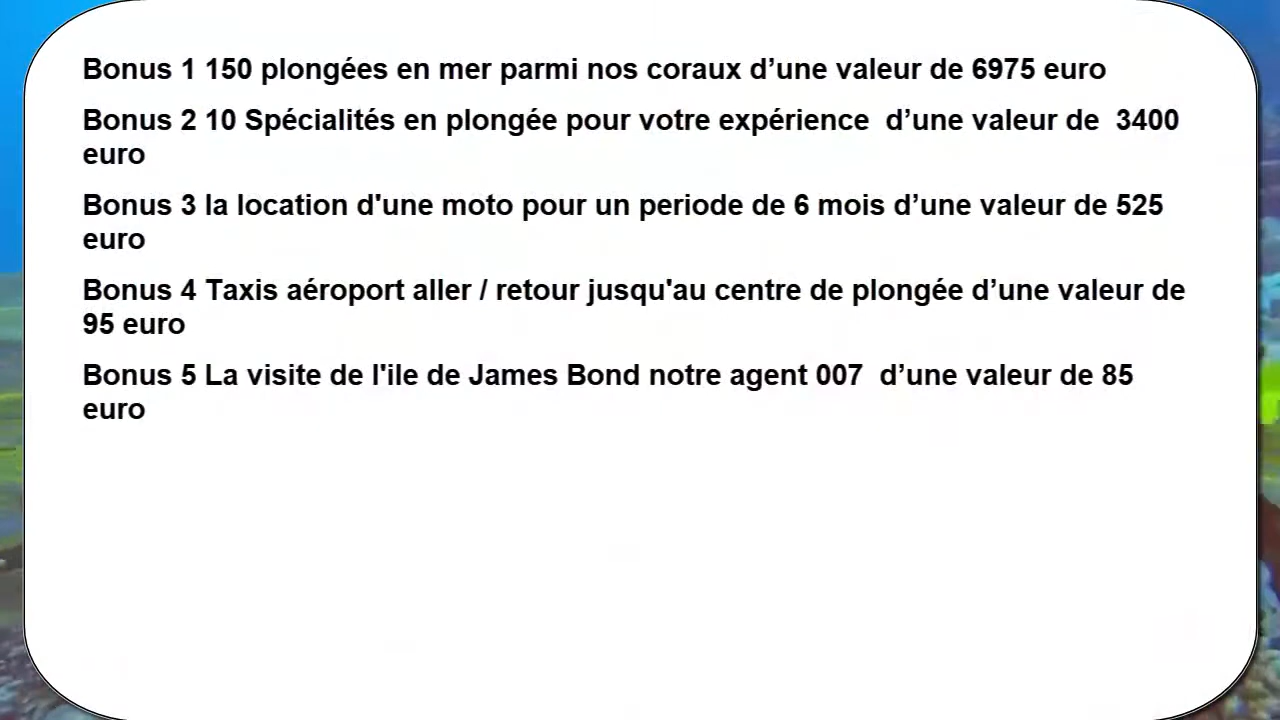 Bonus 1 150 plongées en mer parmi nos coraux d’une valeur de 6975 euro
Bonus 2 10 Spécialités en plongée pour votre expérience  d’une valeur de  3400
euro
Bonus 3 la location d'une moto pour un periode de 6 mois d’une valeur de 525
euro
Bonus 4 Taxis aéroport aller / retour jusqu'au centre de plongée d’une valeur de
95 euro
Bonus 5 La visite de l'ile de James Bond notre agent 007  d’une valeur de 85
euro